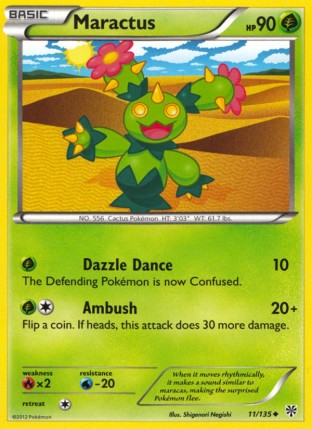 BASIC Maractus HP 90
NO. 556 Cactus Pokémon HT: 3'03" WT: 61.7 lbs.
Dazzle Dance 10
The Defending Pokémon is now Confused.
Ambush 20+
Flip a coin. If heads, this attack does 30 more damage.
weakness resistance
×2 -20
retreat
When it moves rhythmically,
it makes a sound similar to
maracas, making the surprised
Pokémon flee.
©2012 Pokémon Illus. Shigenori Negishi 11/135